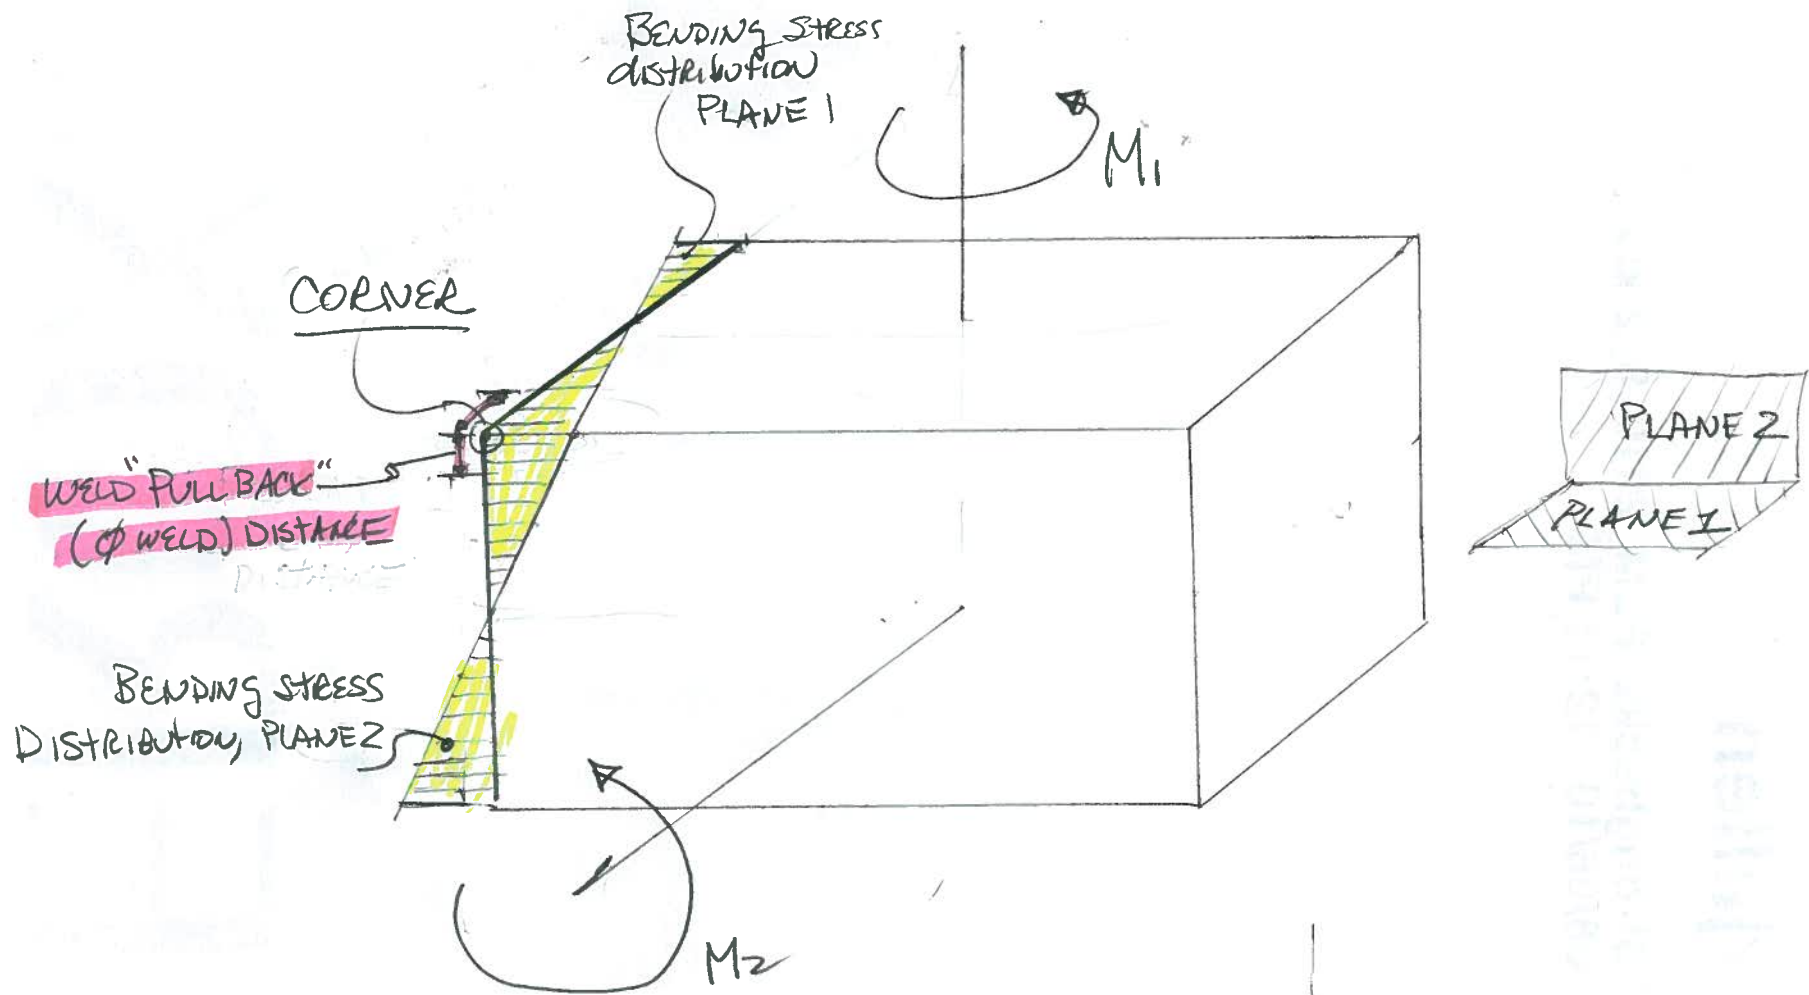 BENDING STRESS
distribution
PLANE 1
M1
CORNER
WELD "PULL BACK"
(Ø WELD) DISTANCE
DISTANCE
PLANE 2
PLANE 1
BENDING STRESS
DISTRIBUTION, PLANE 2
M2